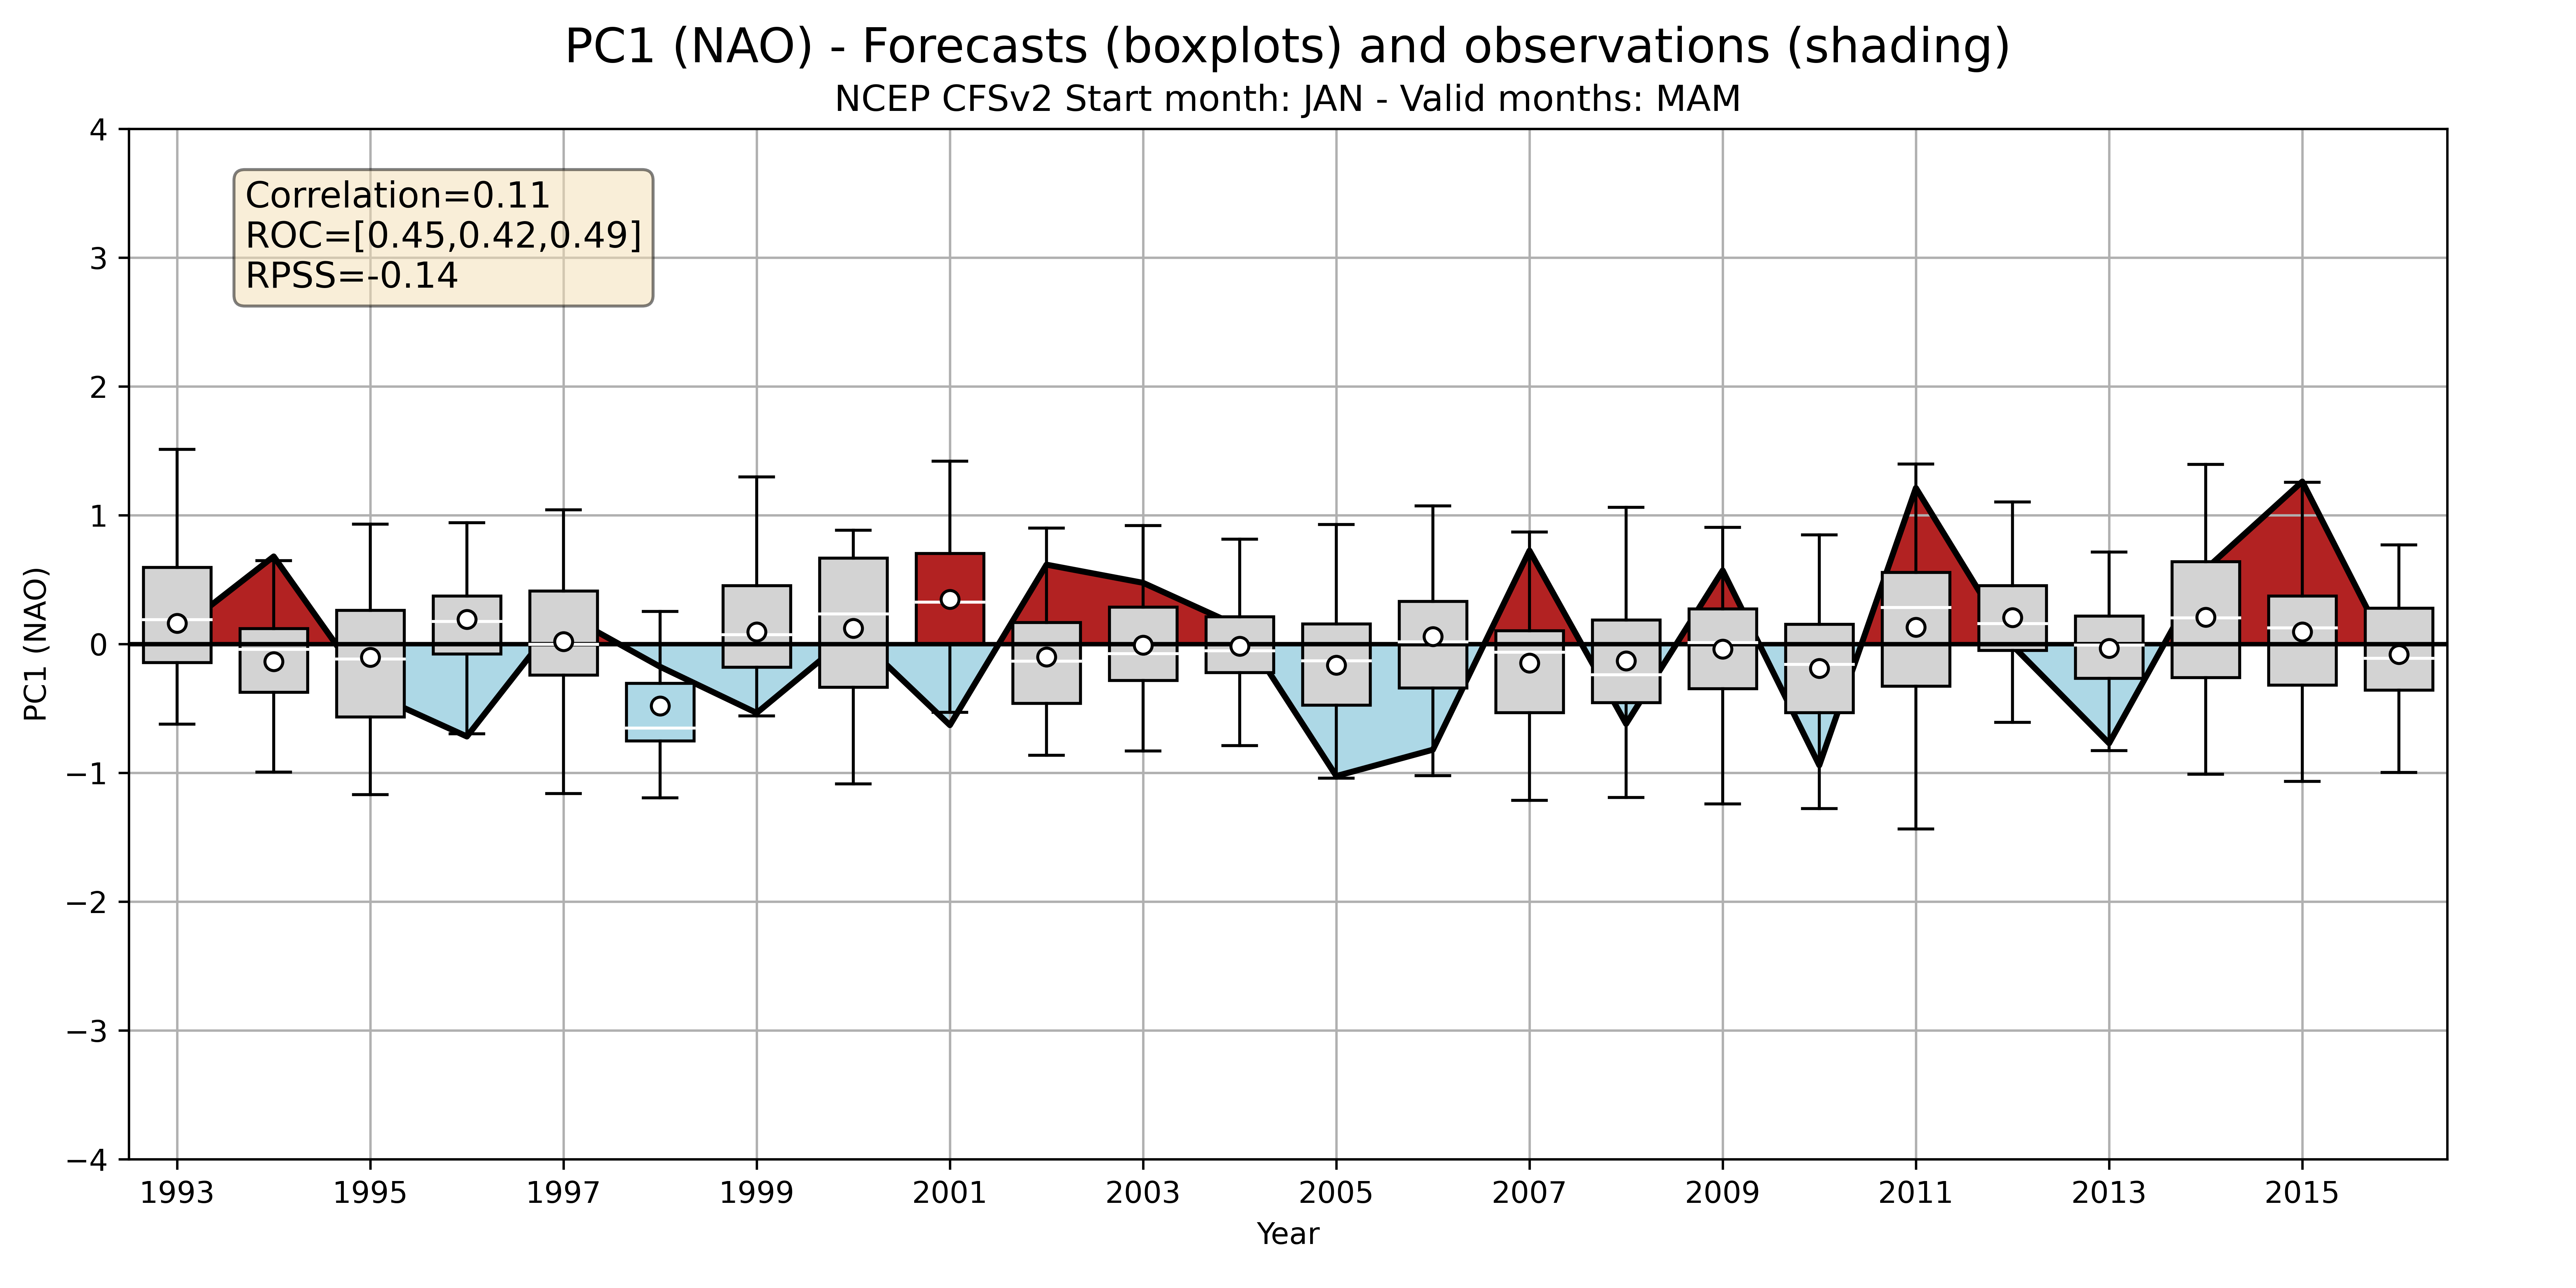 PC1 (NAO) - Forecasts (boxplots) and observations (shading)
NCEP CFSv2 Start month: JAN - Valid months: MAM
Correlation=0.11
ROC=[0.45,0.42,0.49]
RPSS=-0.14
PC1 (NAO)
4
3
2
1
0
−1
−2
−3
−4
1993 1995 1997 1999 2001 2003 2005 2007 2009 2011 2013 2015
Year